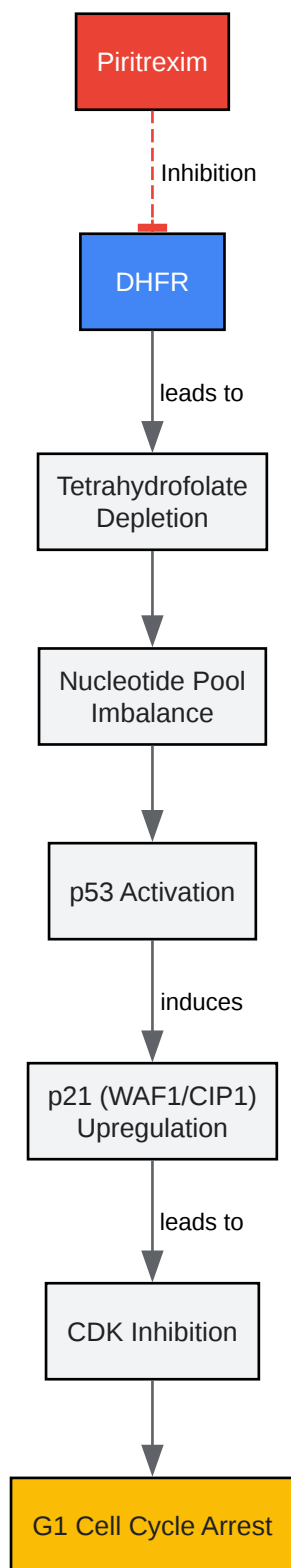 Piritrexim
Inhibition
DHFR
leads to
Tetrahydrofolate
Depletion
Nucleotide Pool
Imbalance
p53 Activation
induces
p21 (WAF1/CIP1)
Upregulation
leads to
CDK Inhibition
G1 Cell Cycle Arrest